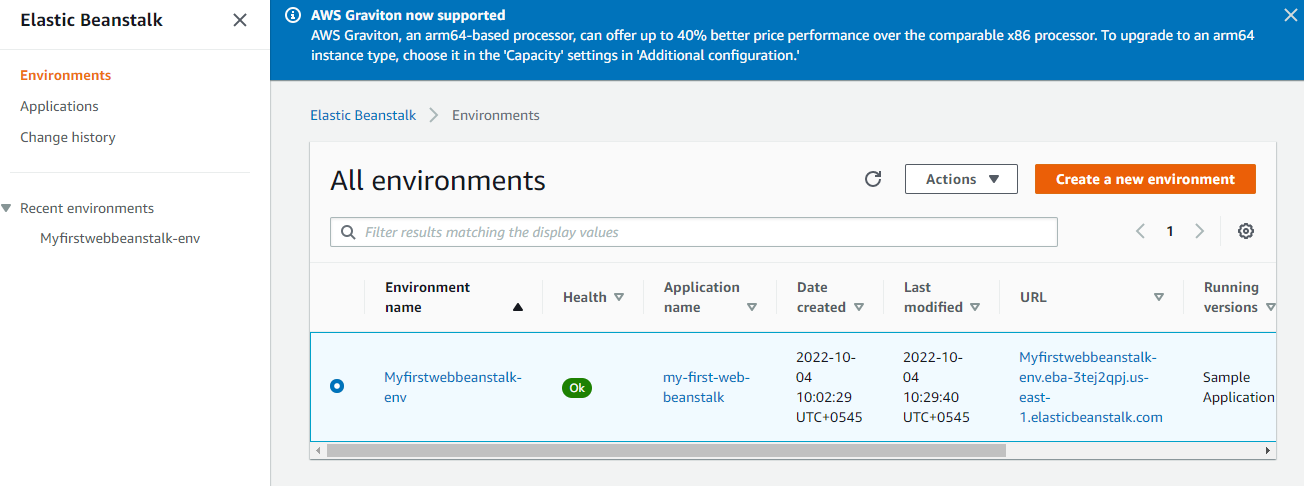 Elastic Beanstalk
Environments
Applications
Change history
Recent environments
Myfirstwebbeanstalk-env
AWS Graviton now supported
AWS Graviton, an arm64-based processor, can offer up to 40% better price performance over the comparable x86 processor. To upgrade to an arm64
instance type, choose it in the 'Capacity' settings in 'Additional configuration.'
Elastic Beanstalk > Environments
All environments
Actions
Create a new environment
Filter results matching the display values
1
Environment
name
Health
Application
name
Date
created
Last
modified
URL
Running
versions
Myfirstwebbeanstalk-
env
Ok
my-first-web-
beanstalk
2022-10-
04
10:02:29
UTC+0545
2022-10-
04
10:29:40
UTC+0545
Myfirstwebbeanstalk-
env.eba-3tej2qpj.us-
east-
1.elasticbeanstalk.com
Sample
Application